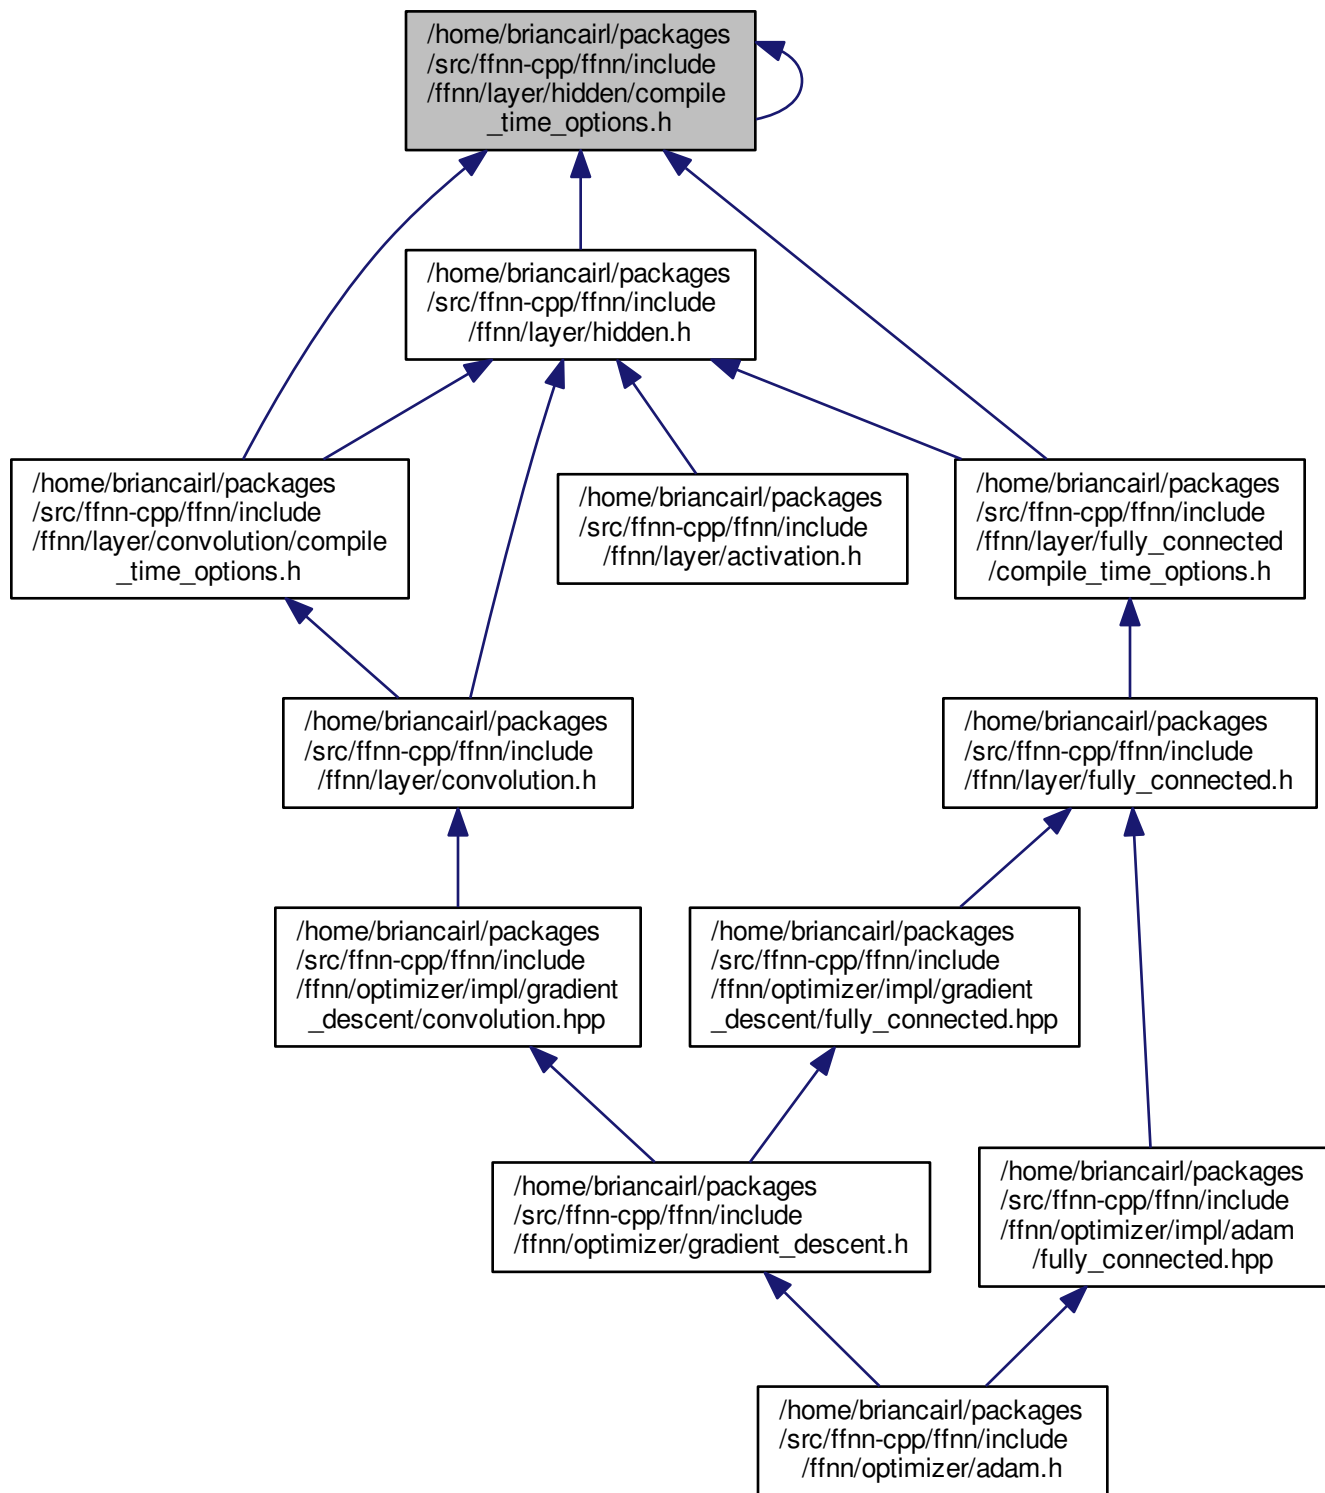 /home/briancairl/packages
/src/ffnn-cpp/ffnn/include
/ffnn/layer/hidden/compile
_time_options.h
/home/briancairl/packages
/src/ffnn-cpp/ffnn/include
/ffnn/layer/hidden.h
/home/briancairl/packages
/src/ffnn-cpp/ffnn/include
/ffnn/layer/convolution/compile
_time_options.h
/home/briancairl/packages
/src/ffnn-cpp/ffnn/include
/ffnn/layer/activation.h
/home/briancairl/packages
/src/ffnn-cpp/ffnn/include
/ffnn/layer/fully_connected
/compile_time_options.h
/home/briancairl/packages
/src/ffnn-cpp/ffnn/include
/ffnn/layer/convolution.h
/home/briancairl/packages
/src/ffnn-cpp/ffnn/include
/ffnn/layer/fully_connected.h
/home/briancairl/packages
/src/ffnn-cpp/ffnn/include
/ffnn/optimizer/impl/gradient
_descent/convolution.hpp
/home/briancairl/packages
/src/ffnn-cpp/ffnn/include
/ffnn/optimizer/impl/gradient
_descent/fully_connected.hpp
/home/briancairl/packages
/src/ffnn-cpp/ffnn/include
/ffnn/optimizer/gradient_descent.h
/home/briancairl/packages
/src/ffnn-cpp/ffnn/include
/ffnn/optimizer/impl/adam
/fully_connected.hpp
/home/briancairl/packages
/src/ffnn-cpp/ffnn/include
/ffnn/optimizer/adam.h